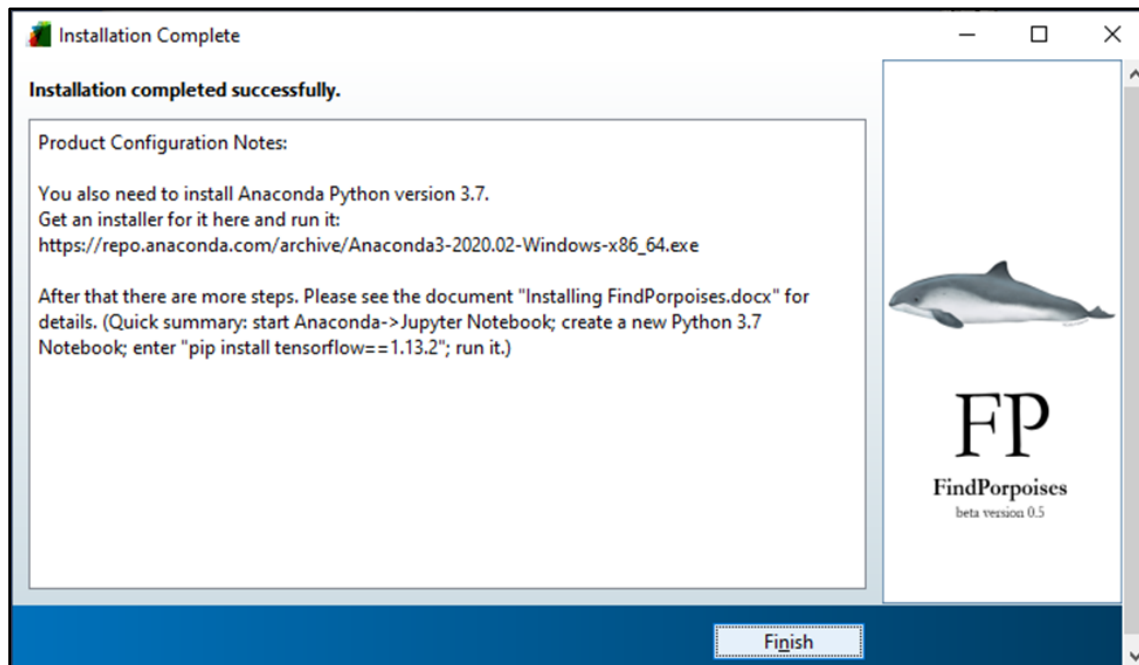 Installation Complete
Installation completed successfully.
Product Configuration Notes:
You also need to install Anaconda Python version 3.7.
Get an installer for it here and run it:
https://repo.anaconda.com/archive/Anaconda3-2020.02-Windows-x86_64.exe
After that there are more steps. Please see the document "Installing FindPorpoises.docx" for
details. (Quick summary: start Anaconda->Jupyter Notebook; create a new Python 3.7
Notebook; enter "pip install tensorflow==1.13.2"; run it.)
FP
FindPorpoises
beta version 0.5
Finish